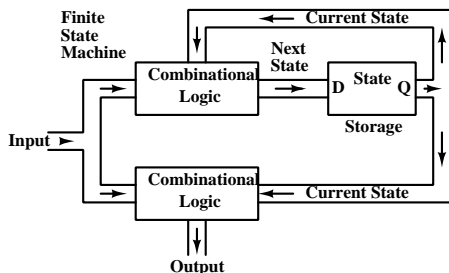 Finite
State
Machine
Current State
Next
State
Combinational
Logic
State
D
Q
Storage
Input
Combinational
Logic
Current State
Output